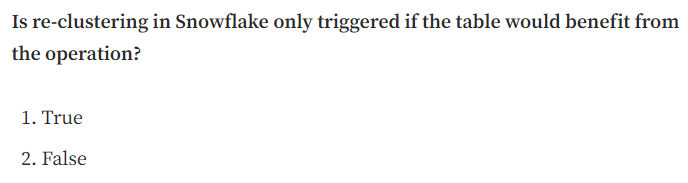 Is re-clustering in Snowflake only triggered if the table would benefit from
the operation?
1. True
2. False